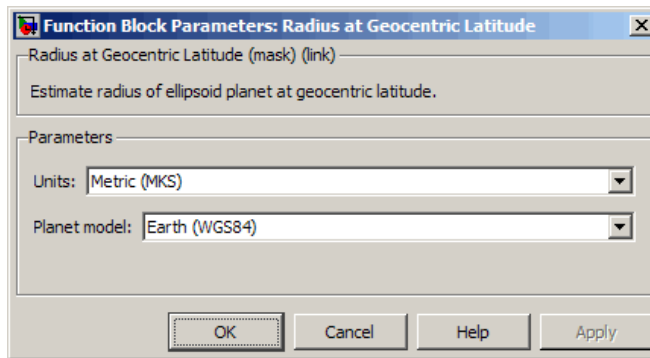 Function Block Parameters: Radius at Geocentric Latitude
Radius at Geocentric Latitude (mask) (link)
Estimate radius of ellipsoid planet at geocentric latitude.
Parameters
Units: Metric (MKS)
Planet model: Earth (WGS84)
OK Cancel Help Apply